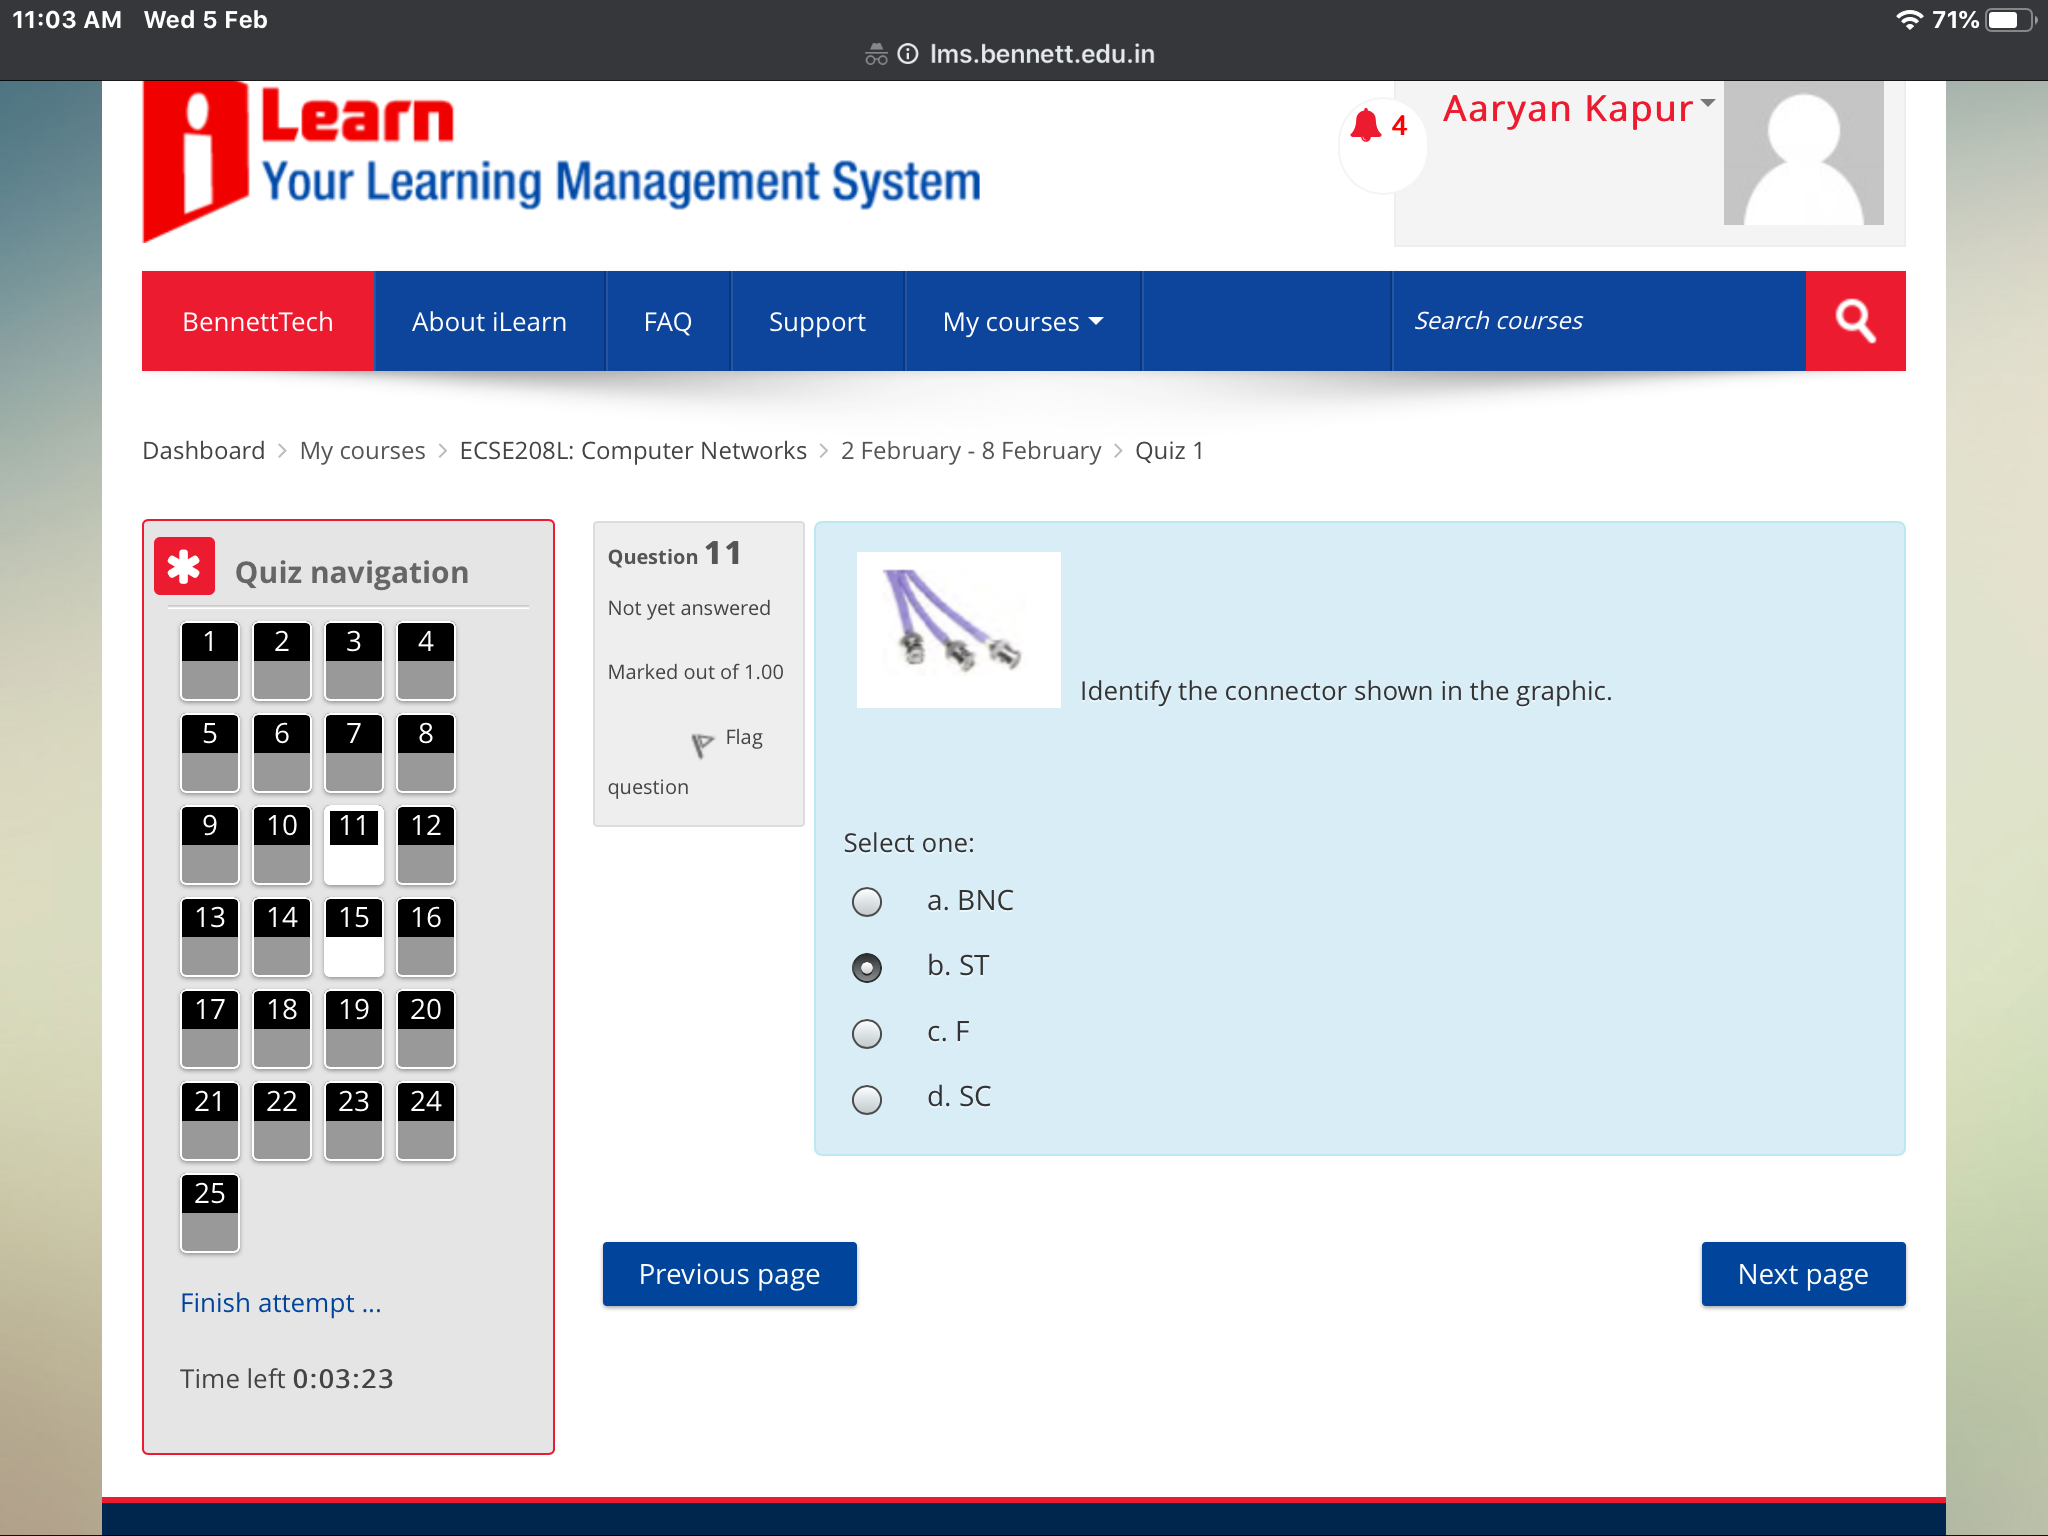 11:03 AM Wed 5 Feb
71%
lms.bennett.edu.in
iLearn
Your Learning Management System
4
Aaryan Kapur
BennettTech About iLearn FAQ Support My courses Search courses
Dashboard > My courses > ECSE208L: Computer Networks > 2 February - 8 February > Quiz 1
Quiz navigation
1 2 3 4
5 6 7 8
9 10 11 12
13 14 15 16
17 18 19 20
21 22 23 24
25
Finish attempt ...
Time left 0:03:23
Question 11
Not yet answered
Marked out of 1.00
Flag
question
Identify the connector shown in the graphic.
Select one:
a. BNC
b. ST
c. F
d. SC
Previous page
Next page